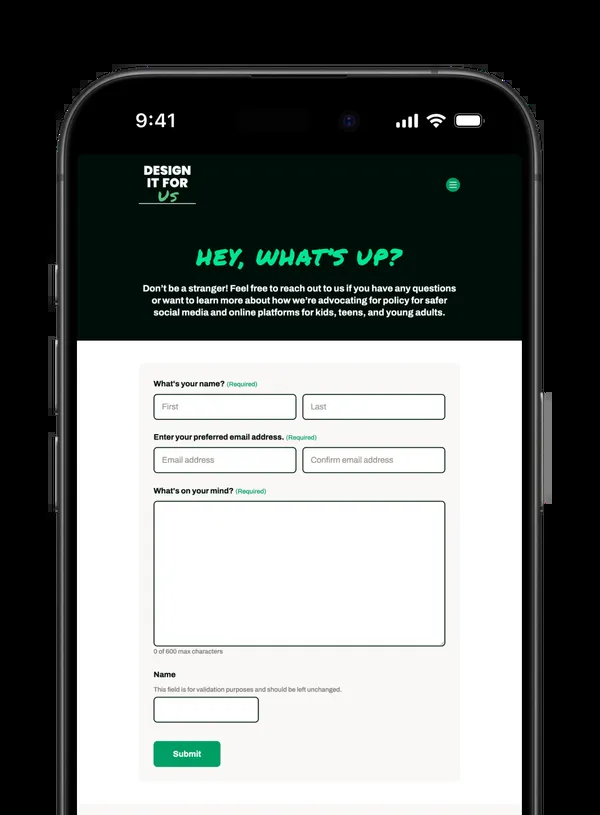 9:41
DESIGN
IT FOR
Us
HEY, WHAT'S UP?
Don't be a stranger! Feel free to reach out to us if you have any questions
or want to learn more about how we're advocating for policy for safer
social media and online platforms for kids, teens, and young adults.
What's your name? (Required)
First Last
Enter your preferred email address. (Required)
Email address Confirm email address
What's on your mind? (Required)
0 of 600 max characters
Name
This field is for validation purposes and should be left unchanged.
Submit